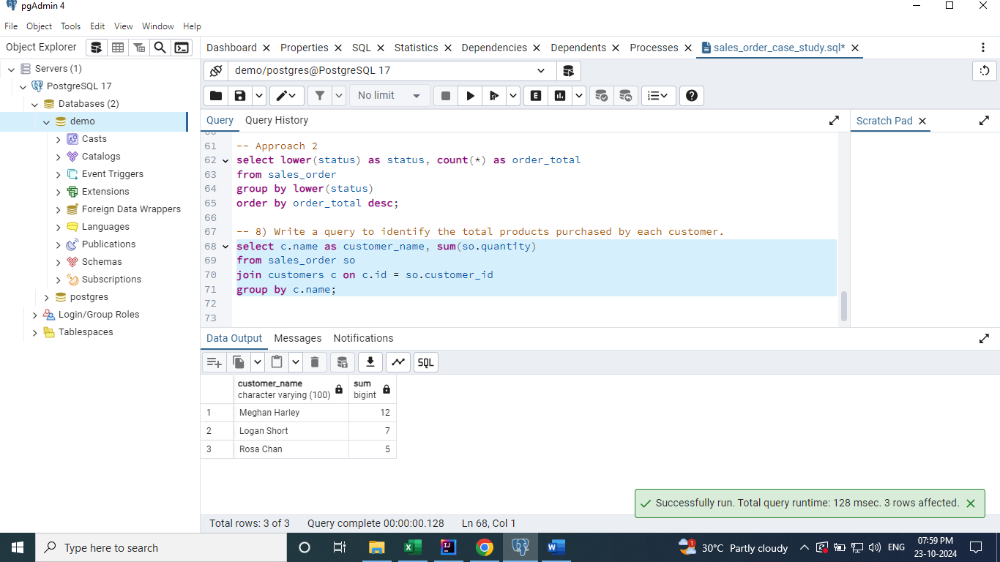 pgAdmin 4
File Object Tools Edit View Window Help
Object Explorer
Dashboard Properties SQL Statistics Dependencies Dependents Processes sales_order_case_study.sql*
Servers (1)
PostgreSQL 17
Databases (2)
demo
Casts
Catalogs
Event Triggers
Extensions
Foreign Data Wrappers
Languages
Publications
Schemas
Subscriptions
postgres
Login/Group Roles
Tablespaces
demo/postgres@PostgreSQL 17
No limit
E
Query Query History
Scratch Pad
61 -- Approach 2
62 select lower(status) as status, count(*) as order_total
63 from sales_order
64 group by lower(status)
65 order by order_total desc;
66
67 -- 8) Write a query to identify the total products purchased by each customer.
68 select c.name as customer_name, sum(so.quantity)
69 from sales_order so
70 join customers c on c.id = so.customer_id
71 group by c.name;
72
73
Data Output Messages Notifications
SQL
customer_name sum
character varying (100) bigint
1 Meghan Harley 12
2 Logan Short 7
3 Rosa Chan 5
Successfully run. Total query runtime: 128 msec. 3 rows affected.
Total rows: 3 of 3 Query complete 00:00:00.128 Ln 68, Col 1
Type here to search
1
30°C Partly cloudy
ENG
07:59 PM
23-10-2024